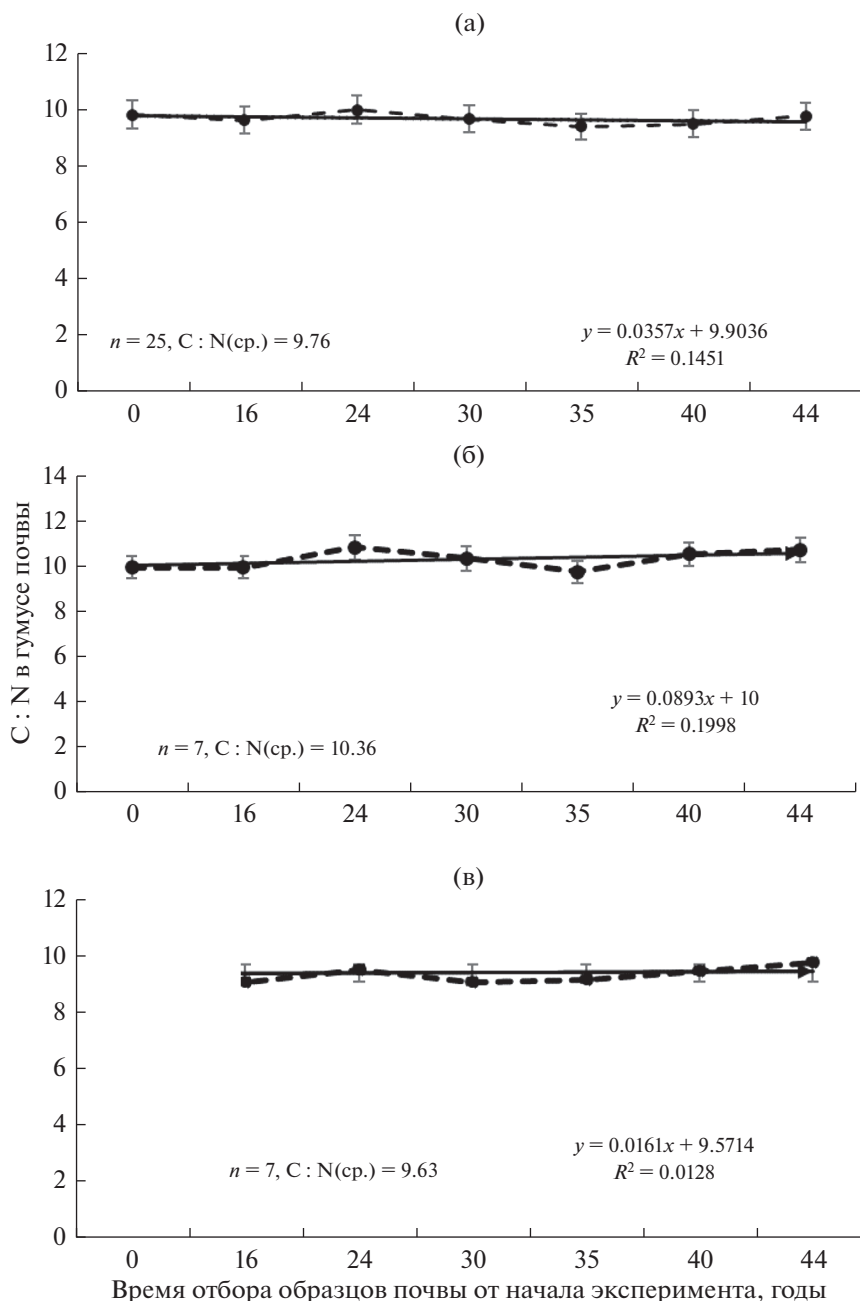 (а)
12
10
8
6
4
2
0
n = 25, C : N(ср.) = 9.76
y = 0.0357x + 9.9036
R² = 0.1451
0 16 24 30 35 40 44
(б)
14
12
10
8
6
4
2
0
n = 7, C : N(ср.) = 10.36
y = 0.0893x + 10
R² = 0.1998
0 16 24 30 35 40 44
C : N в гумусе почвы
(в)
12
10
8
6
4
2
0
n = 7, C : N(ср.) = 9.63
y = 0.0161x + 9.5714
R² = 0.0128
0 16 24 30 35 40 44
Время отбора образцов почвы от начала эксперимента, годы